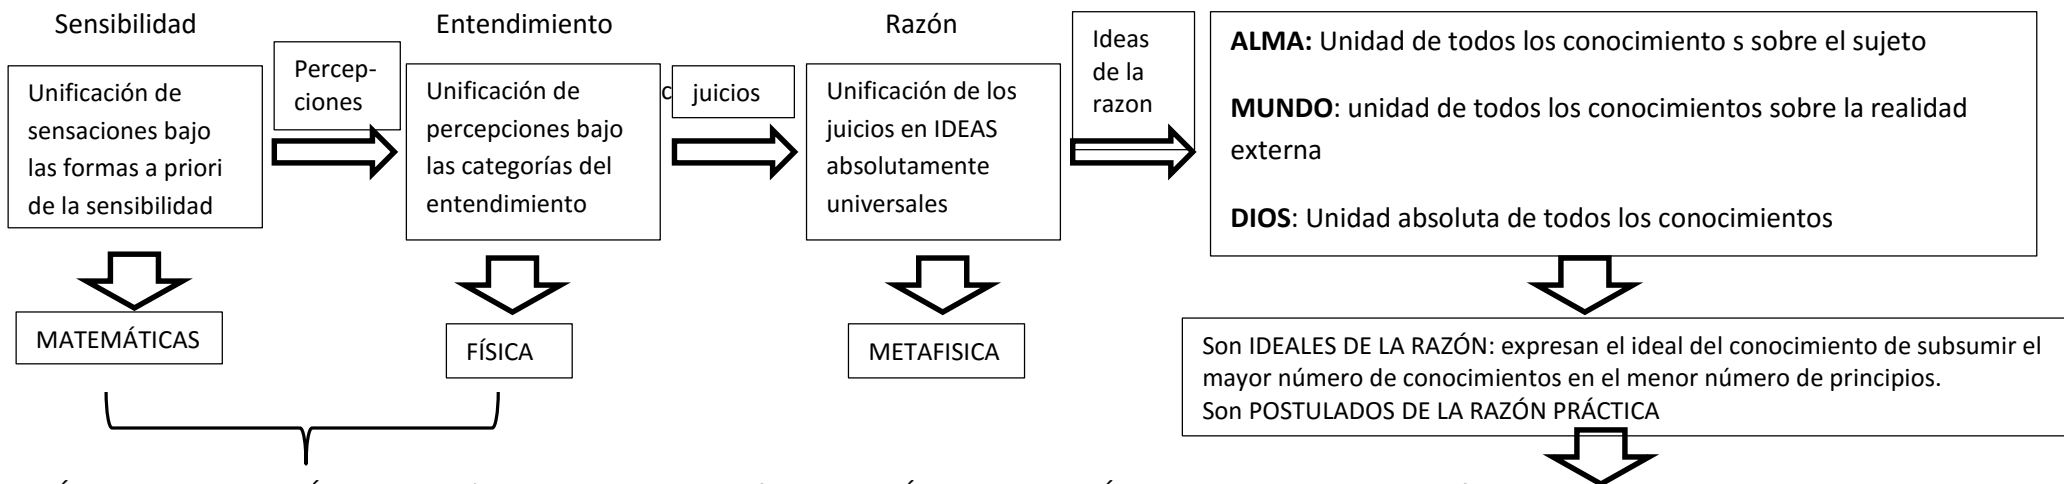 Sensibilidad
Unificación de
sensaciones bajo
las formas a priori
de la sensibilidad
Percep-
ciones
Entendimiento
Unificación de
percepciones bajo
las categorías del
entendimiento
juicios
Razón
Unificación de los
juicios en IDEAS
absolutamente
universales
Ideas
de la
razon
ALMA: Unidad de todos los conocimiento s sobre el sujeto
MUNDO: unidad de todos los conocimientos sobre la realidad
externa
DIOS: Unidad absoluta de todos los conocimientos
MATEMÁTICAS
FÍSICA
METAFISICA
Son IDEALES DE LA RAZÓN: expresan el ideal del conocimiento de subsumir el
mayor número de conocimientos en el menor número de principios.
Son POSTULADOS DE LA RAZÓN PRÁCTICA